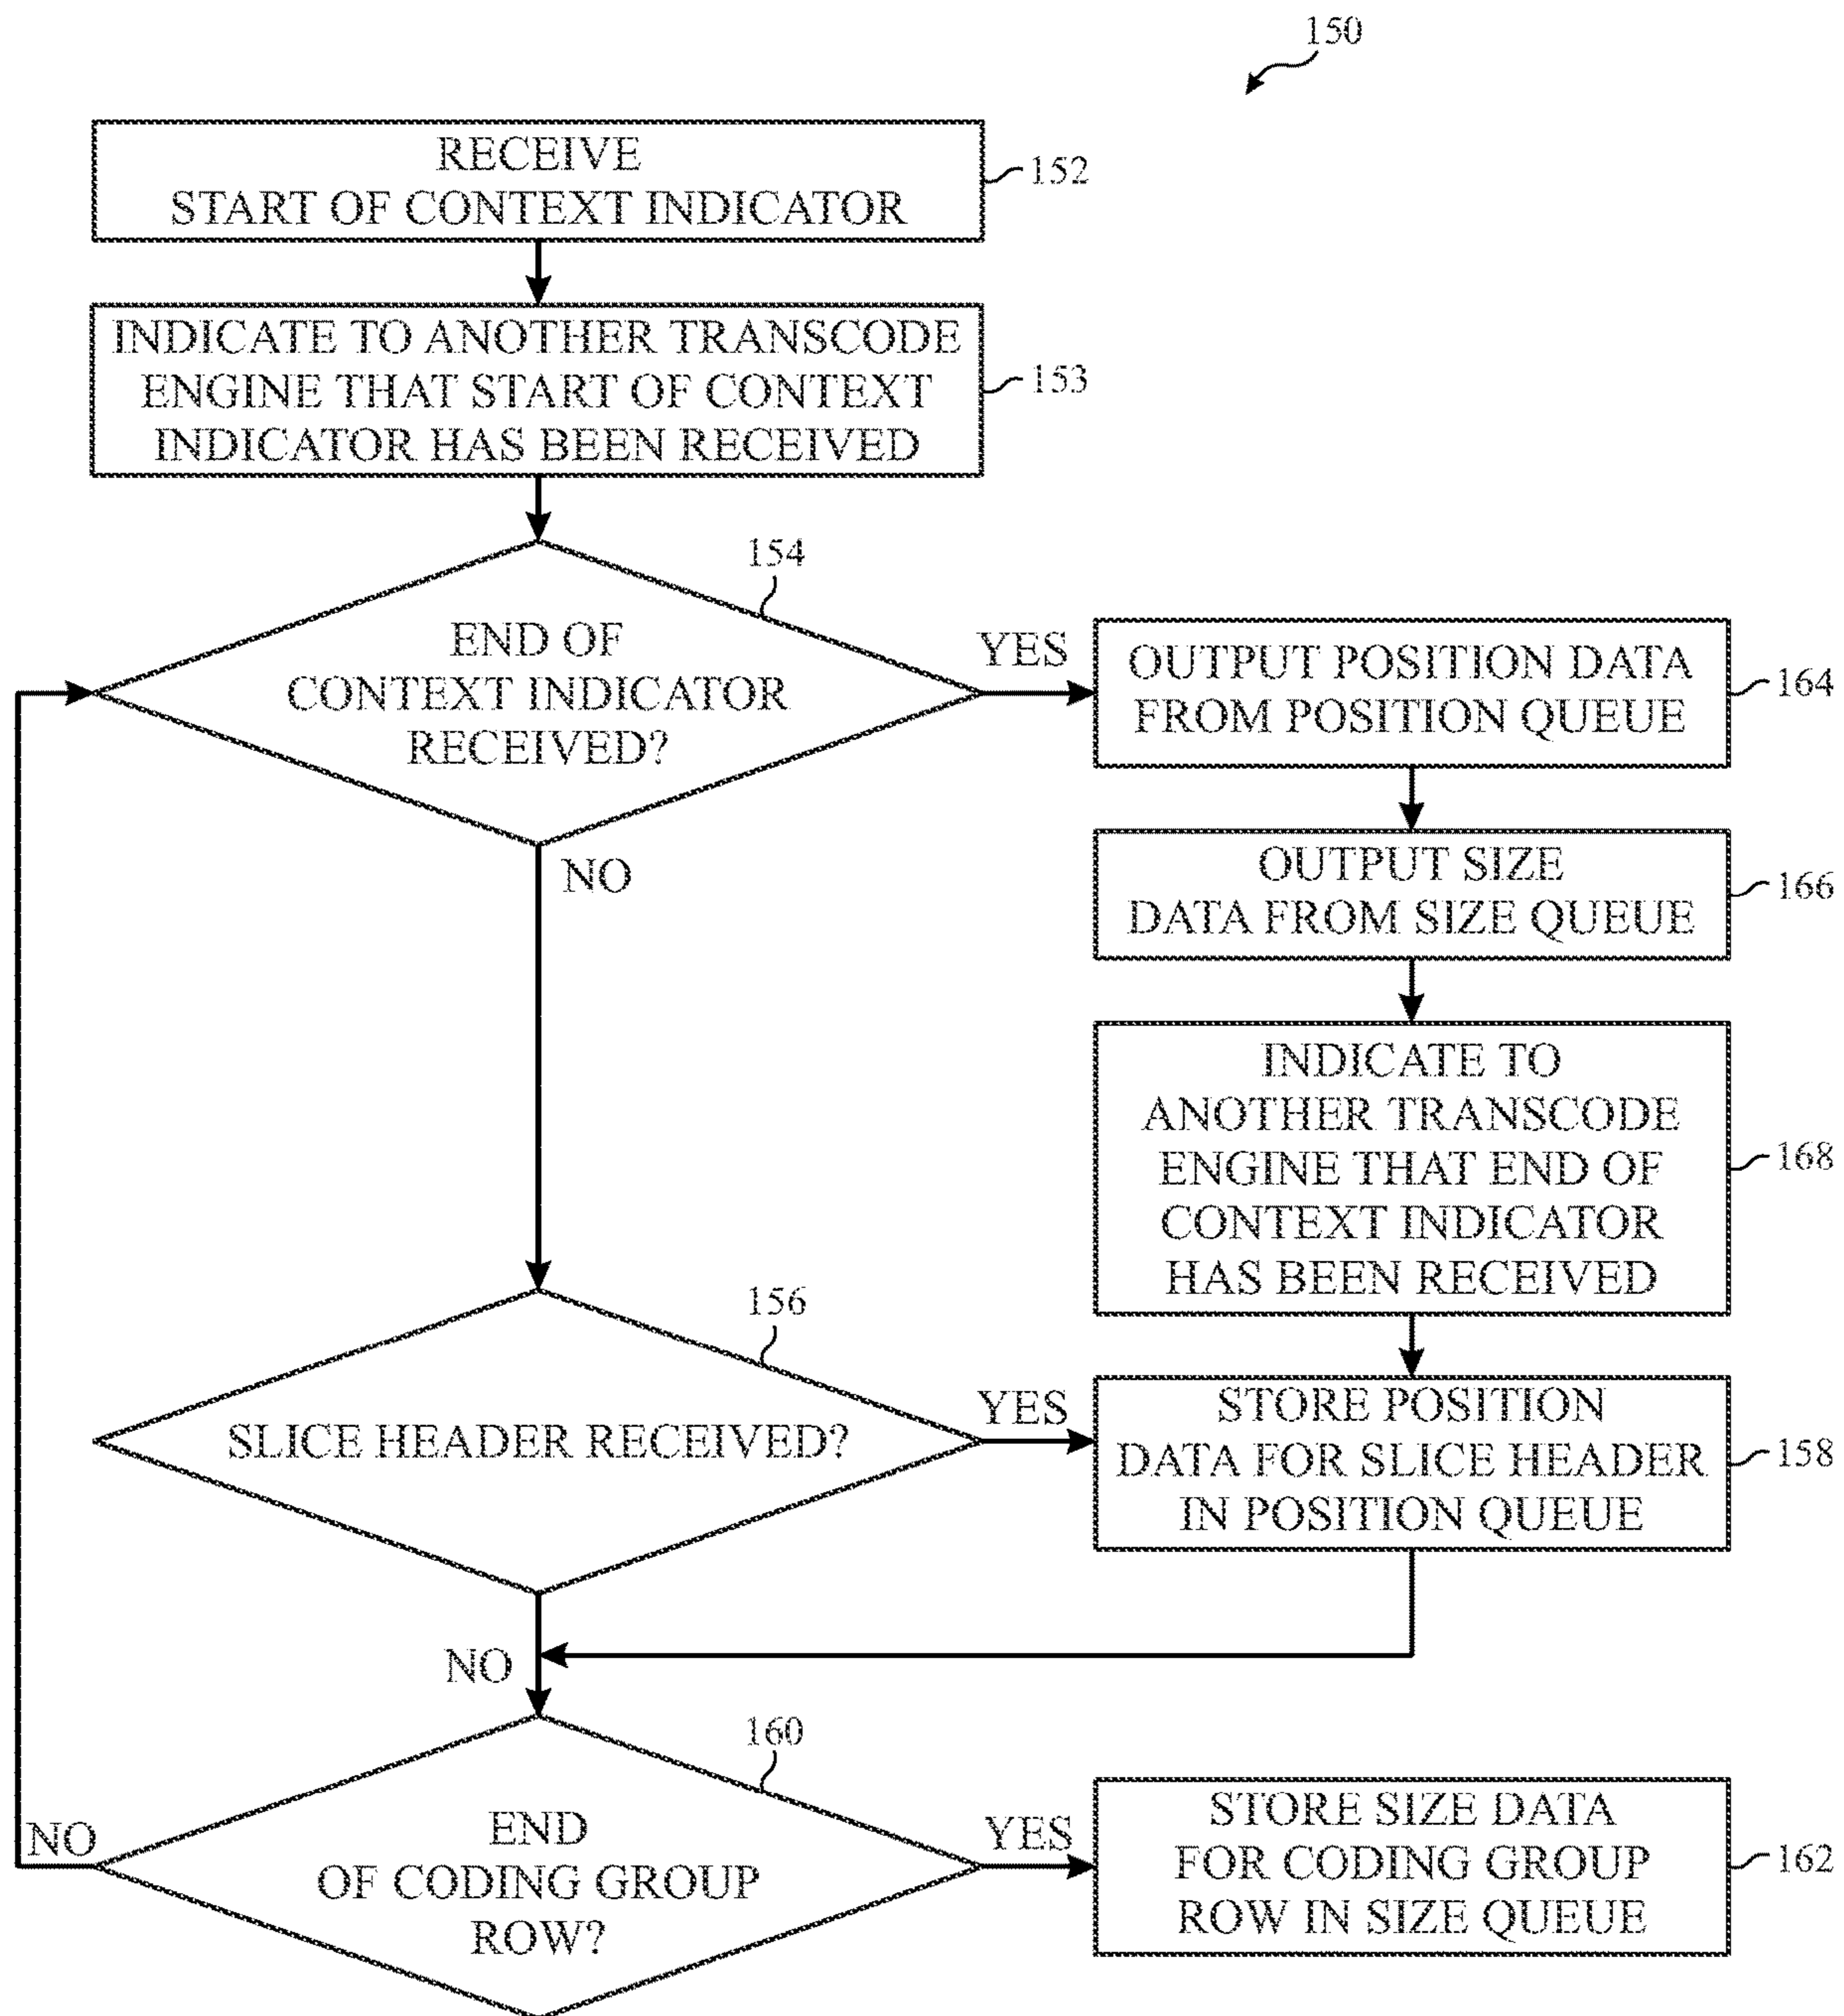 150
RECEIVE
START OF CONTEXT INDICATOR
152
INDICATE TO ANOTHER TRANSCODE
ENGINE THAT START OF CONTEXT
INDICATOR HAS BEEN RECEIVED
153
154
END OF
CONTEXT INDICATOR
RECEIVED?
YES
NO
OUTPUT POSITION DATA
FROM POSITION QUEUE
164
OUTPUT SIZE
DATA FROM SIZE QUEUE
166
INDICATE TO
ANOTHER TRANSCODE
ENGINE THAT END OF
CONTEXT INDICATOR
HAS BEEN RECEIVED
168
156
SLICE HEADER RECEIVED?
YES
NO
STORE POSITION
DATA FOR SLICE HEADER
IN POSITION QUEUE
158
160
END
OF CODING GROUP
ROW?
NO
YES
STORE SIZE DATA
FOR CODING GROUP
ROW IN SIZE QUEUE
162